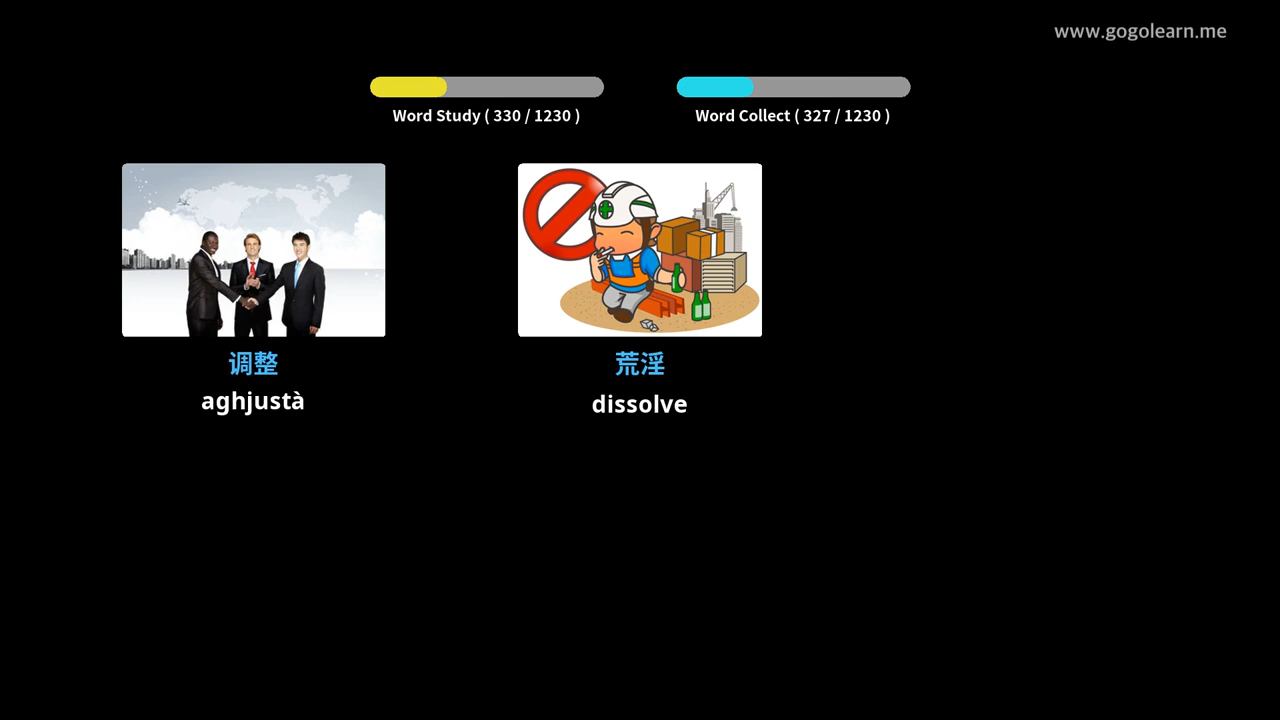 www.gogolearn.me
Word Study ( 330 / 1230 )
Word Collect ( 327 / 1230 )
调整
aghjustà
荒淫
dissolve